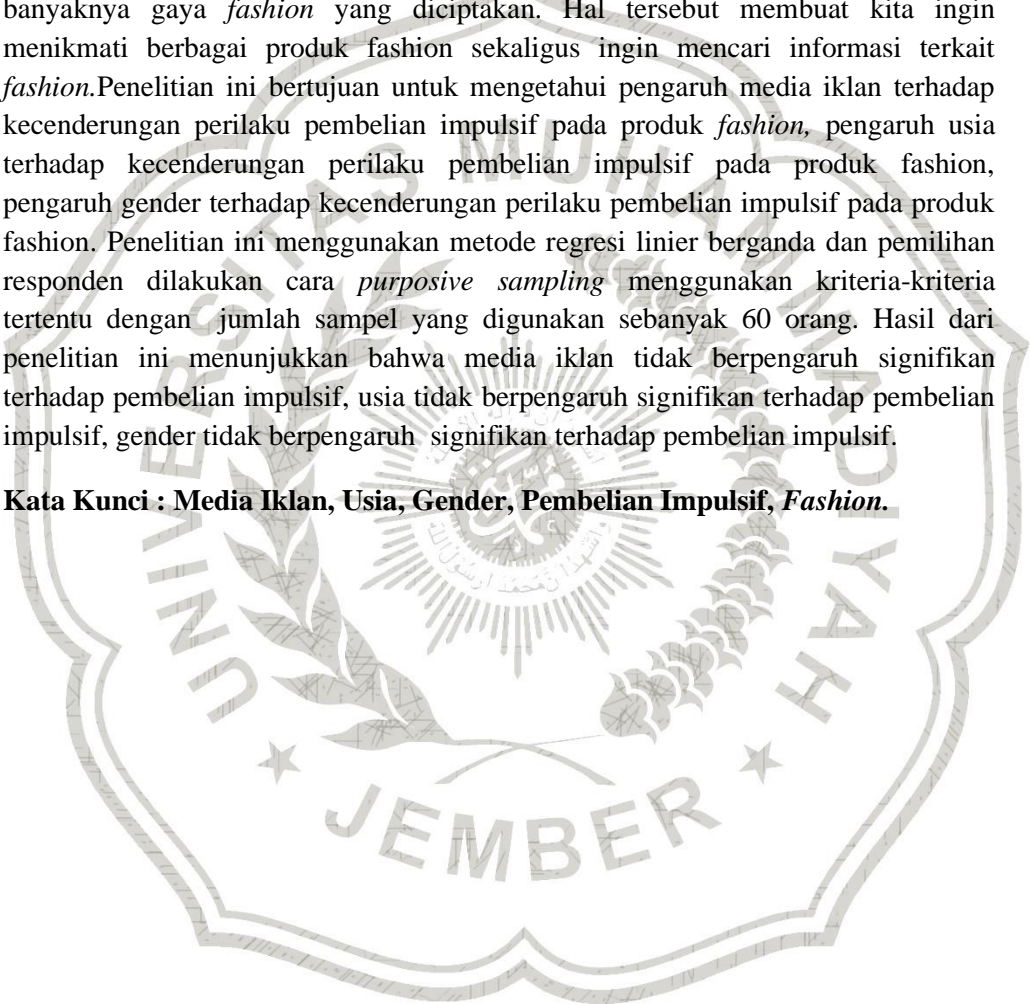 banyaknya gaya fashion yang diciptakan. Hal tersebut membuat kita ingin
menikmati berbagai produk fashion sekaligus ingin mencari informasi terkait
fashion.Penelitian ini bertujuan untuk mengetahui pengaruh media iklan terhadap
kecenderungan perilaku pembelian impulsif pada produk fashion, pengaruh usia
terhadap kecenderungan perilaku pembelian impulsif pada produk fashion,
pengaruh gender terhadap kecenderungan perilaku pembelian impulsif pada produk
fashion. Penelitian ini menggunakan metode regresi linier berganda dan pemilihan
responden dilakukan cara purposive sampling menggunakan kriteria-kriteria
tertentu dengan jumlah sampel yang digunakan sebanyak 60 orang. Hasil dari
penelitian ini menunjukkan bahwa media iklan tidak berpengaruh signifikan
terhadap pembelian impulsif, usia tidak berpengaruh signifikan terhadap pembelian
impulsif, gender tidak berpengaruh signifikan terhadap pembelian impulsif.
Kata Kunci : Media Iklan, Usia, Gender, Pembelian Impulsif, Fashion.
UNIVERSITAS MUHAMMADIYAH
JEMBER